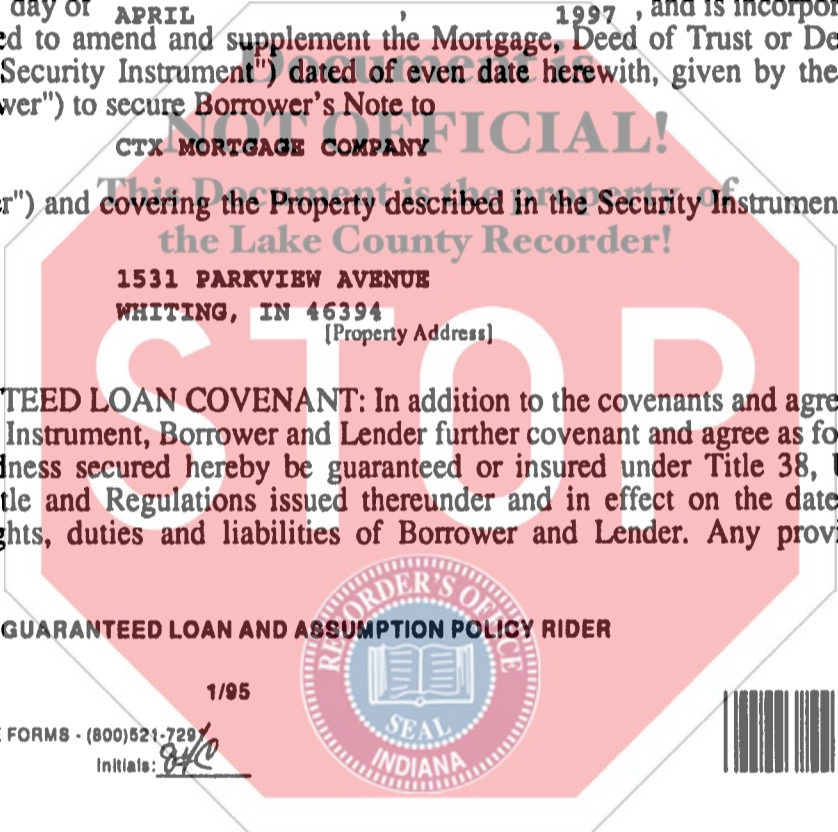 day of APRIL , 1997 , and is incorpor
ed to amend and supplement the Mortgage, Deed of Trust or De
Security Instrument") dated of even date herewith, given by the
wer") to secure Borrower's Note to
Document is
NOT OFFICIAL!
CTX MORTGAGE COMPANY
This Document is the property of
r") and covering the Property described in the Security Instrumen
the Lake County Recorder!
1531 PARKVIEW AVENUE
WHITING, IN 46394
[Property Address]
STOP
TEED LOAN COVENANT: In addition to the covenants and agre
Instrument, Borrower and Lender further covenant and agree as fo
dness secured hereby be guaranteed or insured under Title 38,
tle and Regulations issued thereunder and in effect on the date
ghts, duties and liabilities of Borrower and Lender. Any provi
RECORDER'S OFFICE
GUARANTEED LOAN AND ASSUMPTION POLICY RIDER
1/95
SEAL
INDIANA
FORMS - (800)521-7291
Initials: